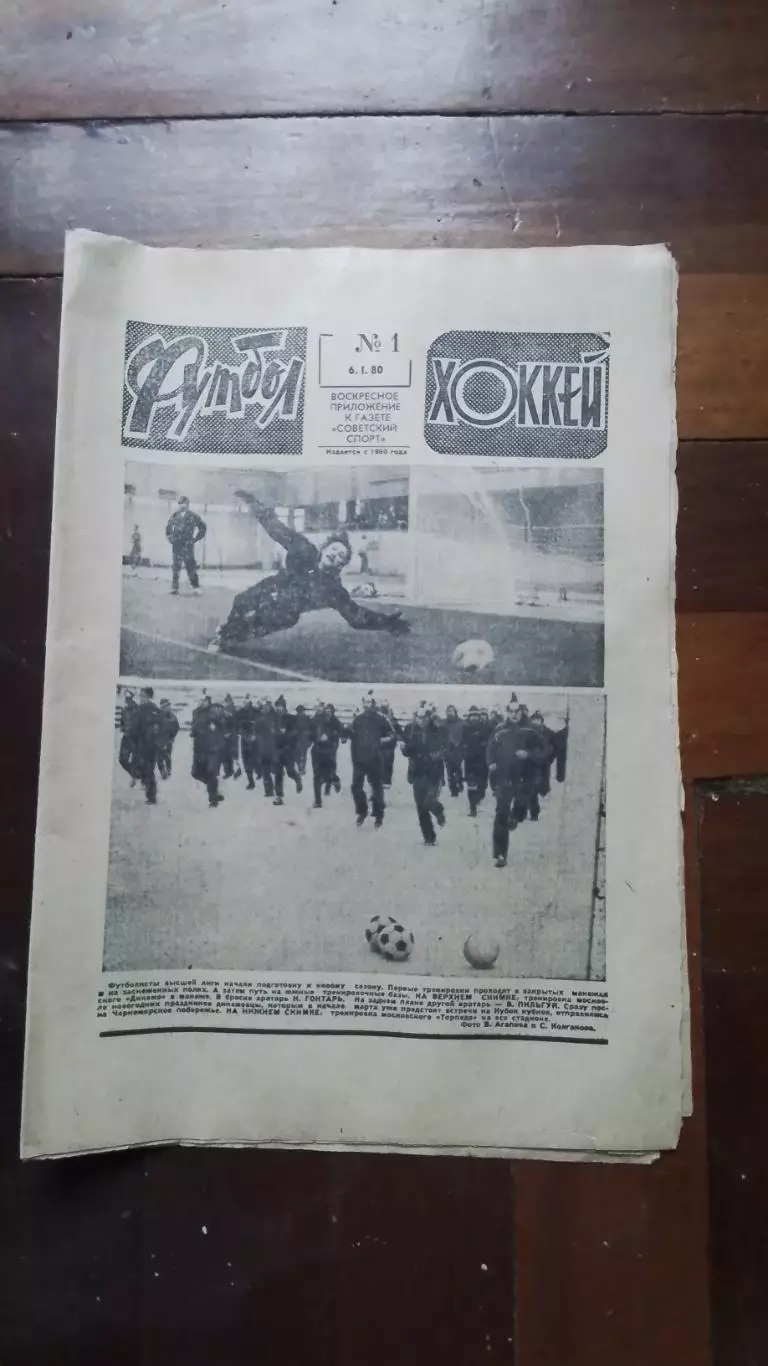 Футбол
№ 1
6. I. 80
ВОСКРЕСНОЕ
ПРИЛОЖЕНИЕ
К ГАЗЕТЕ
«СОВЕТСКИЙ
СПОРТ»
Издается с 1960 года
ХОККЕЙ
Футболисты высшей лиги начали подготовку к новому сезону. Первые тренировки проходят в закрытых манежах
и на заснеженных полях. А затем путь на южные тренировочные базы. НА ВЕРХНЕМ СНИМКЕ: тренировка москов-
ского «Динамо» в манеже. В броске вратарь Н. ГОНТАРЬ. На заднем плане другой вратарь — В. ПИЛЬГУЙ. Сразу пос-
ле новогодних праздников динамовцы, которым в начале марта уже предстоят встречи на Кубок кубков, отправились
на Черноморское побережье. НА НИЖНЕМ СНИМКЕ: тренировка московского «Торпедо» на его стадионе.
Фото В. Агапова и С. Колганова.